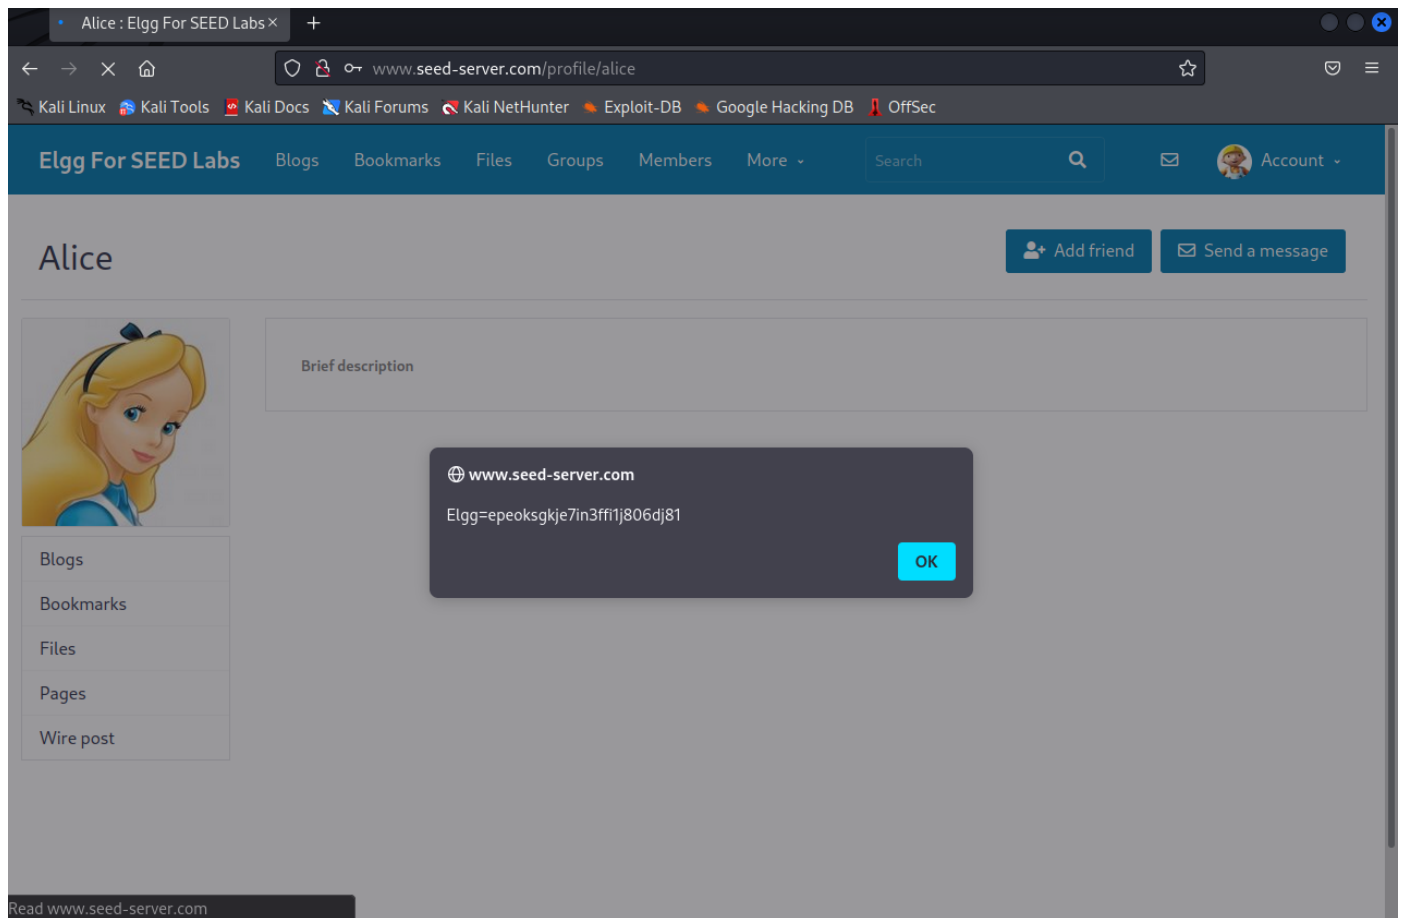 Alice : Elgg For SEED Labs × +
www.seed-server.com/profile/alice
Kali Linux Kali Tools Kali Docs Kali Forums Kali NetHunter Exploit-DB Google Hacking DB OffSec
Elgg For SEED Labs Blogs Bookmarks Files Groups Members More Search Account
Alice Add friend Send a message
Brief description
www.seed-server.com
Elgg=epeoksgkje7in3ffi1j806dj81
OK
Blogs
Bookmarks
Files
Pages
Wire post
Read www.seed-server.com